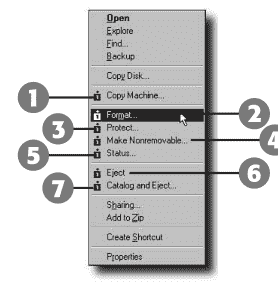 Open
Explore
Find...
Backup
Copy Disk...
1 Copy Machine...
Format... 2
3 Protect...
Make Nonremovable... 4
5 Status...
Eject 6
7 Catalog and Eject...
Sharing...
Add to Zip
Create Shortcut
Properties